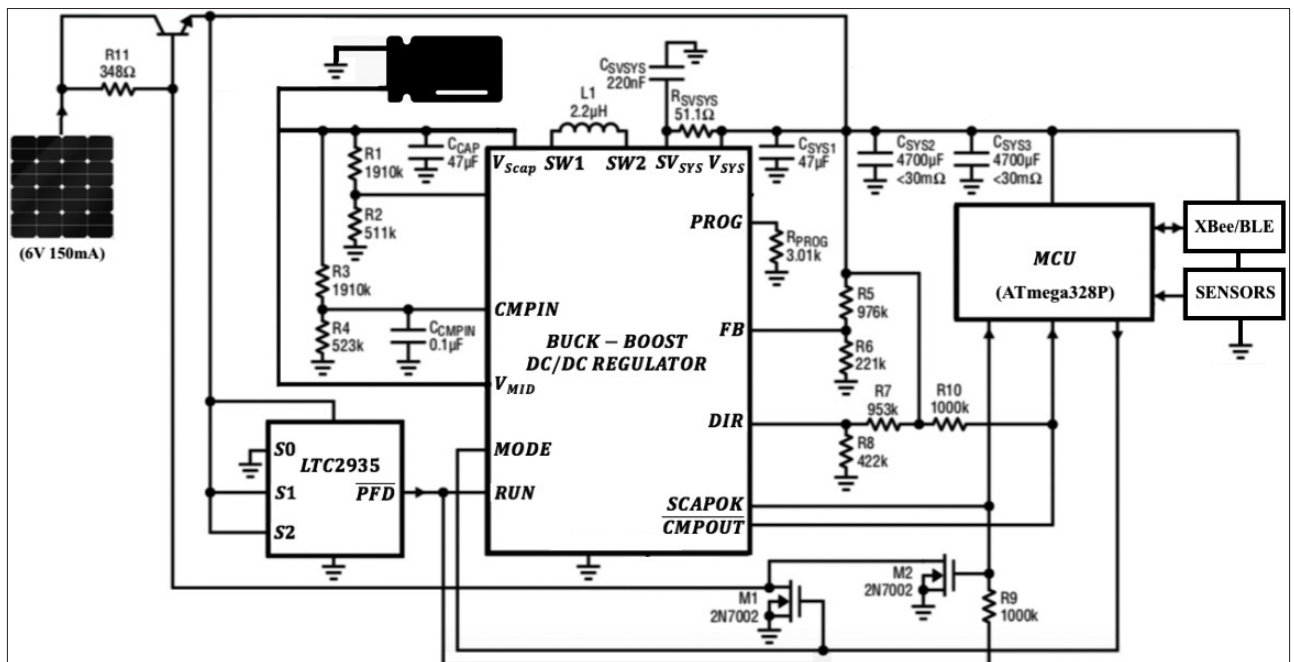 R11
348Ω
(6V 150mA)
L1
2.2μH
CSVSYS
220nF
RSVSYS
51.1Ω
R1
1910k
CCAP
47μF
R2
511k
R3
1910k
R4
523k
CCMPIN
0.1μF
VScap
SW1
SW2
SVSYS
VSYS
CSYS1
47μF
CSYS2
4700μF
<30mΩ
CSYS3
4700μF
<30mΩ
PROG
RPROG
3.01k
CMPIN
FB
BUCK – BOOST
DC/DC REGULATOR
VMID
MODE
RUN
DIR
SCAPOK
CMPOUT
R5
976k
R6
221k
R7
953k
R10
1000k
R8
422k
MCU
(ATmega328P)
XBee/BLE
SENSORS
S0
S1
S2
LTC2935
PFD
M1
2N7002
M2
2N7002
R9
1000k